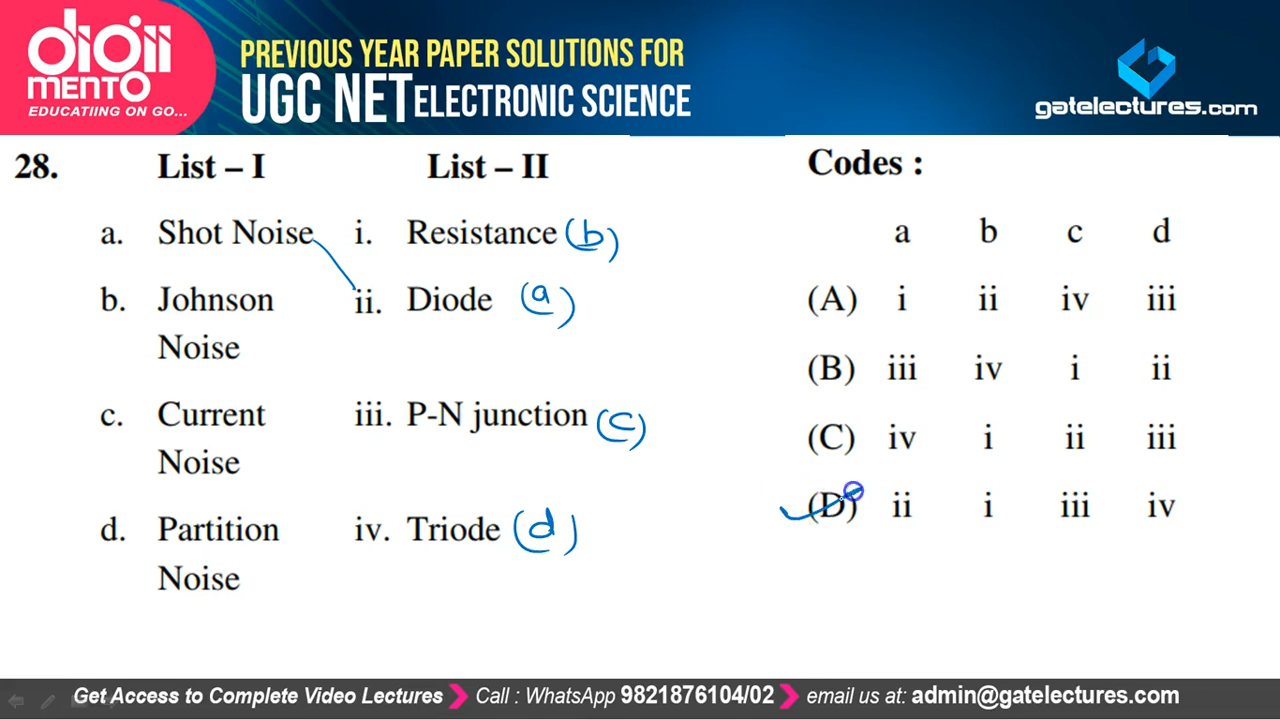 digii
MENTO
EDUCATIING ON GO...
PREVIOUS YEAR PAPER SOLUTIONS FOR
UGC NET ELECTRONIC SCIENCE
gatelectures.com
28. List – I List – II
a. Shot Noise i. Resistance (b)
b. Johnson ii. Diode (a)
Noise
c. Current iii. P-N junction (c)
Noise
d. Partition iv. Triode (d)
Noise
Codes :
a b c d
(A) i ii iv iii
(B) iii iv i ii
(C) iv i ii iii
(D) ii i iii iv
Get Access to Complete Video Lectures Call : WhatsApp 9821876104/02 email us at: admin@gatelectures.com